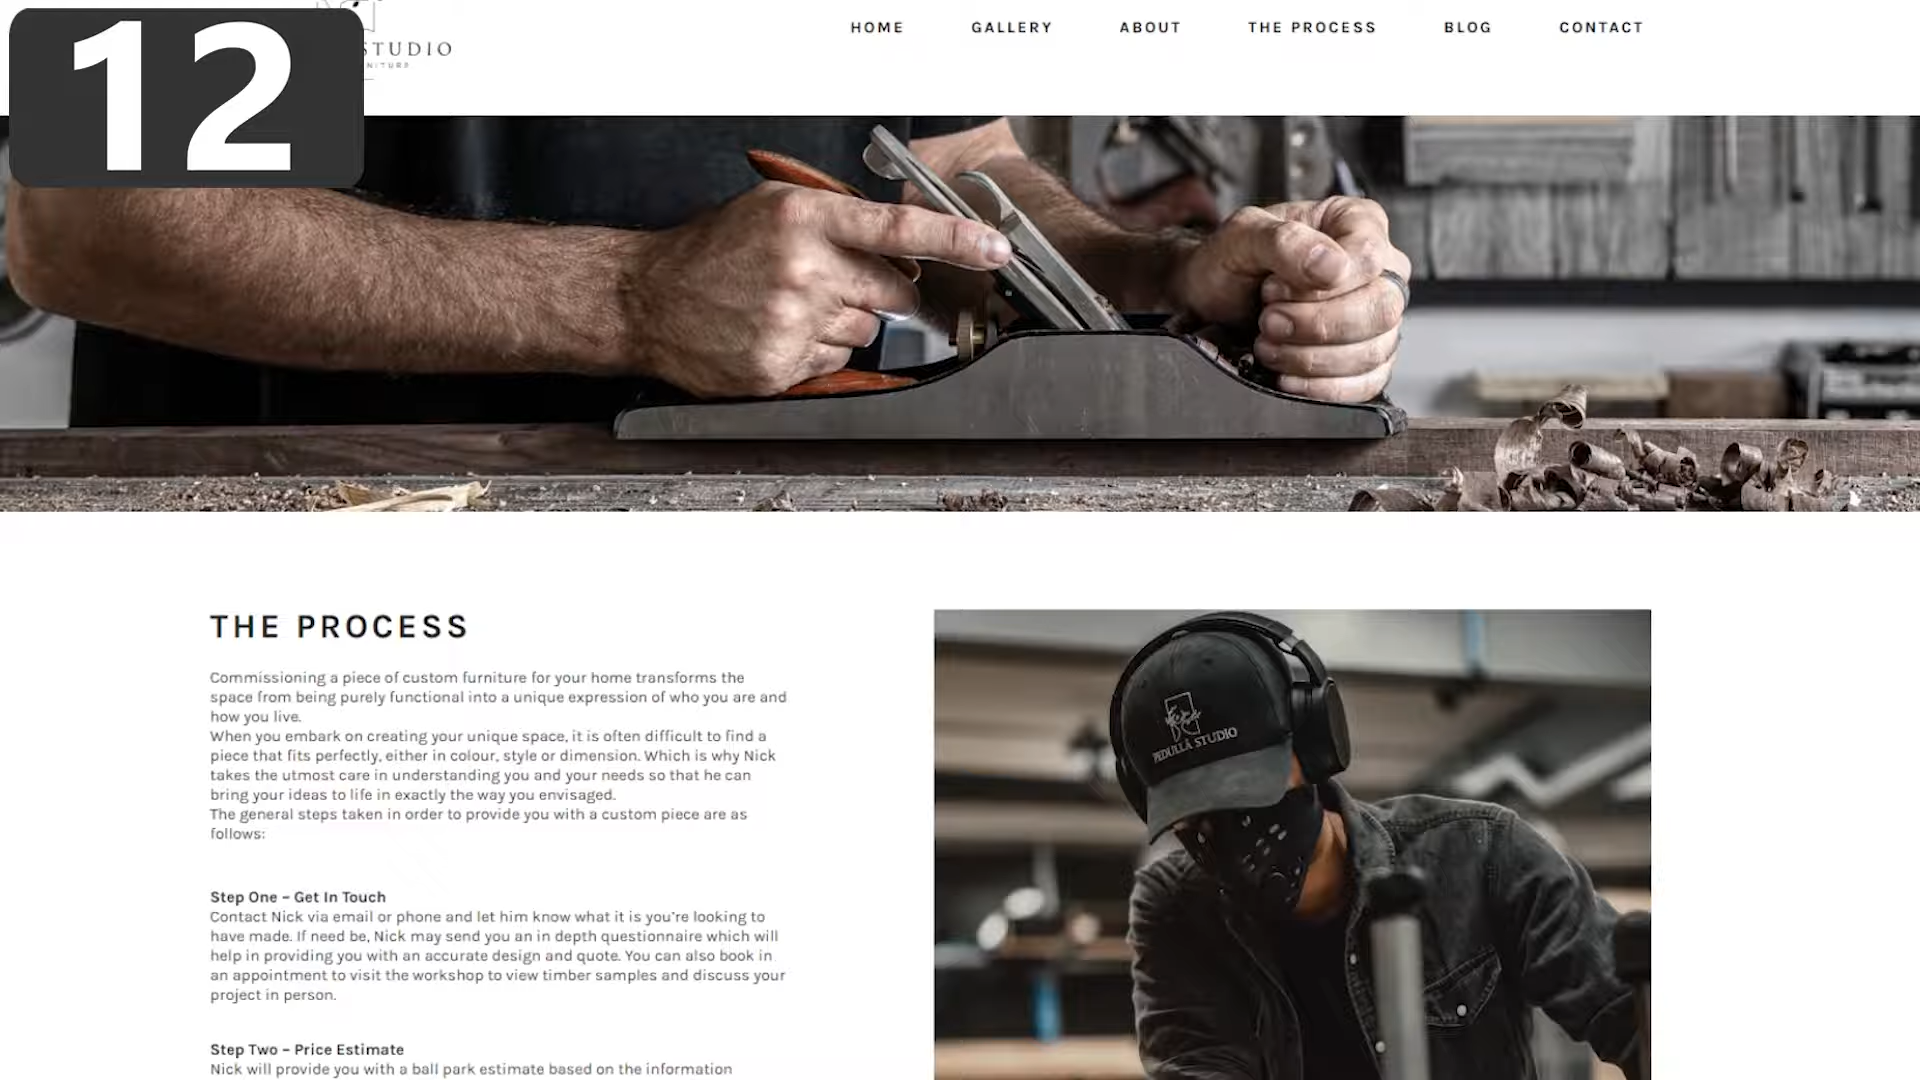 12
STUDIO
HOME
GALLERY
ABOUT
THE PROCESS
BLOG
CONTACT
THE PROCESS
Commissioning a piece of custom furniture for your home transforms the
space from being purely functional into a unique expression of who you are and
how you live.
When you embark on creating your unique space, it is often difficult to find a
piece that fits perfectly, either in colour, style or dimension. Which is why Nick
takes the utmost care in understanding you and your needs so that he can
bring your ideas to life in exactly the way you envisaged.
The general steps taken in order to provide you with a custom piece are as
follows:
Step One – Get In Touch
Contact Nick via email or phone and let him know what it is you’re looking to
have made. If need be, Nick may send you an in depth questionnaire which will
help in providing you with an accurate design and quote. You can also book in
an appointment to visit the workshop to view timber samples and discuss your
project in person.
Step Two – Price Estimate
Nick will provide you with a ball park estimate based on the information
PEDULLA STUDIO